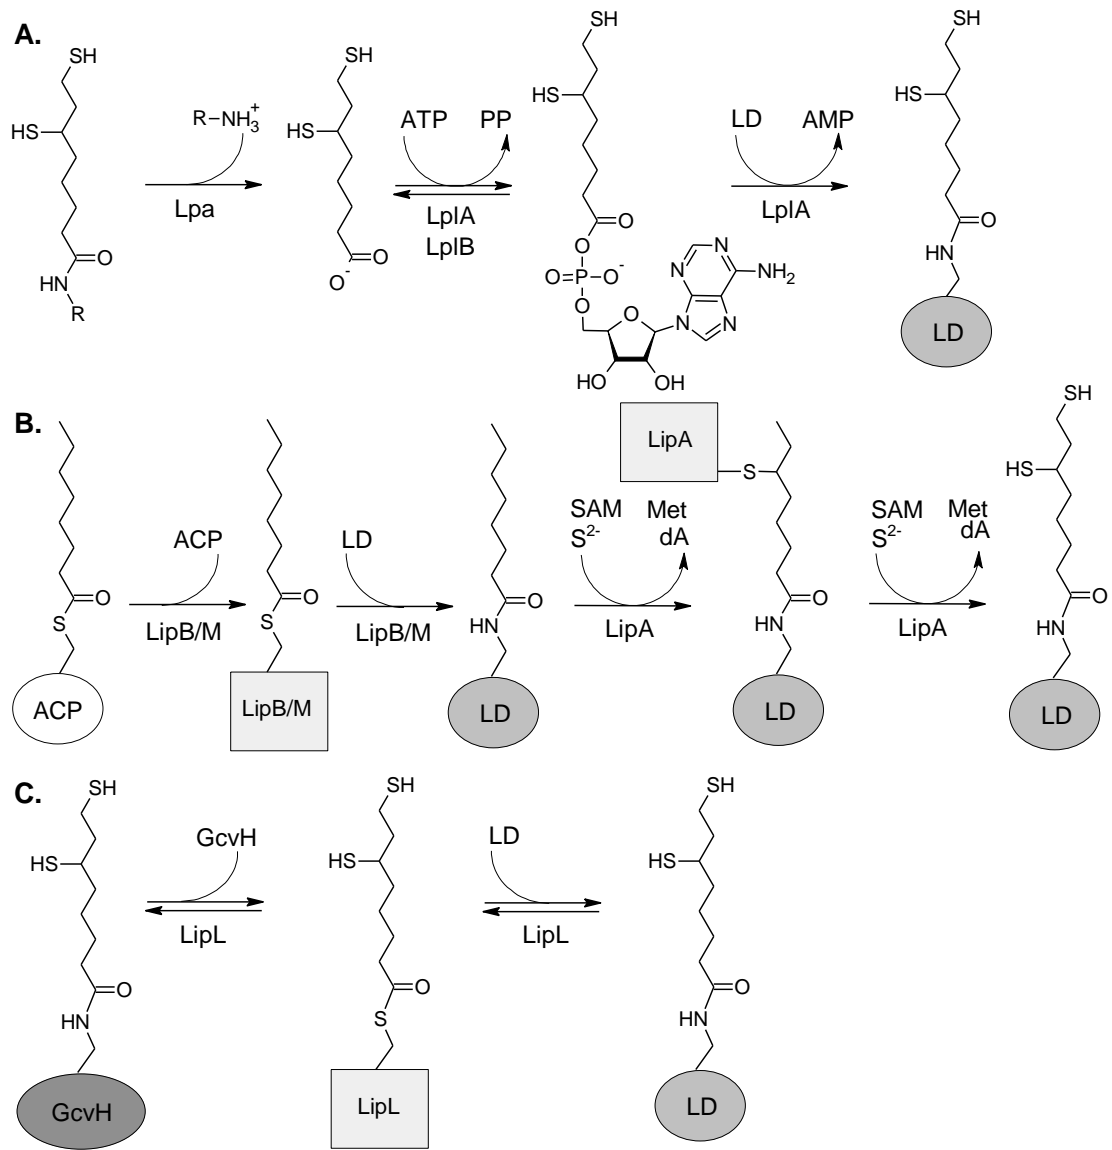 A.
SH
HS
O
HN
R
R–NH3+
Lpa
SH
HS
O
O-
ATP PP
LplA
LplB
SH
HS
O
O
O=P–O-
O
O
HO OH
N
N
N
N
NH2
LD AMP
LplA
SH
HS
O
HN
LD
B.
O
S
ACP
ACP
LipB/M
O
S
LipB/M
LD
LipB/M
O
HN
LD
SAM Met
S2- dA
LipA
LipA
S
O
HN
LD
SAM Met
S2- dA
LipA
SH
HS
O
HN
LD
C.
SH
HS
O
HN
GcvH
GcvH
LipL
SH
HS
O
S
LipL
LD
LipL
SH
HS
O
HN
LD